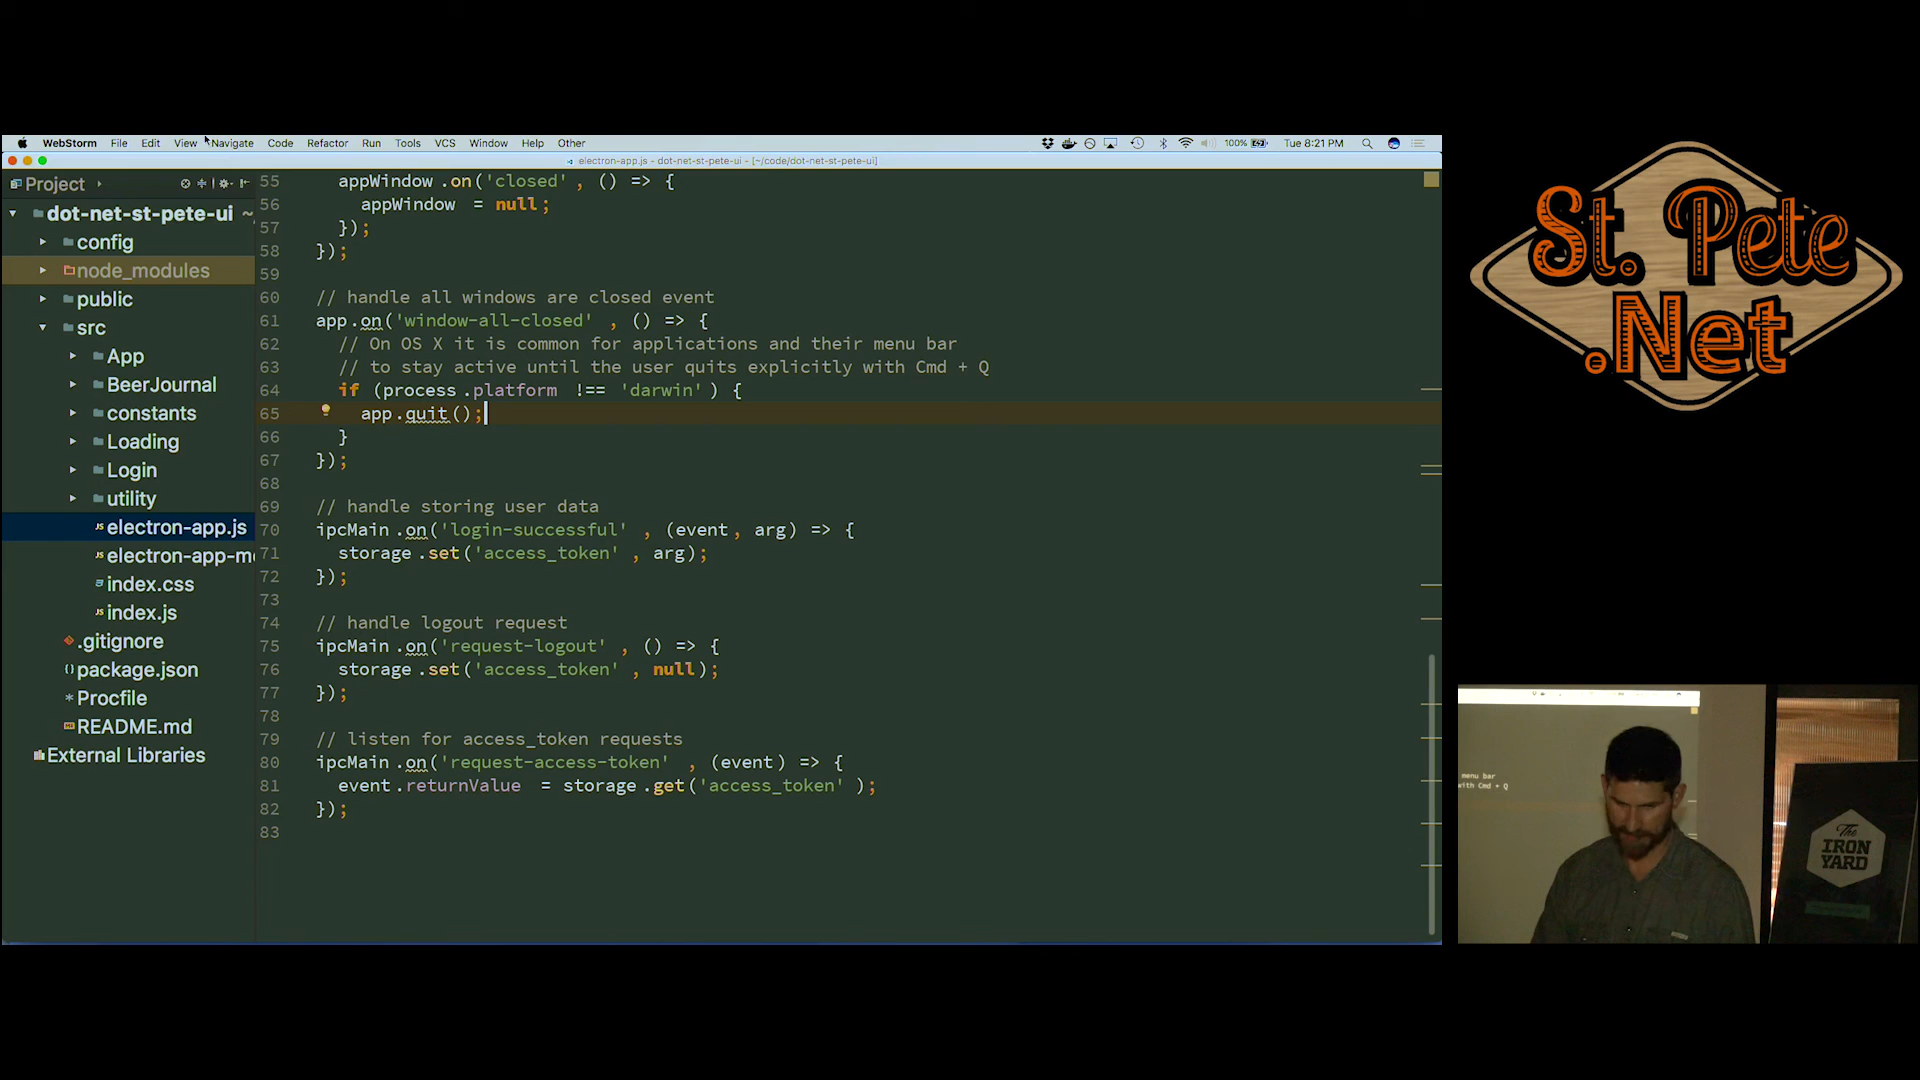 WebStorm File Edit View Navigate Code Refactor Run Tools VCS Window Help Other 100% Tue 8:21 PM
electron-app.js - dot-net-st-pete-ui - [~/code/dot-net-st-pete-ui]
Project
dot-net-st-pete-ui ~
config
node_modules
public
src
App
BeerJournal
constants
Loading
Login
utility
electron-app.js
electron-app-m
index.css
index.js
.gitignore
package.json
Procfile
README.md
External Libraries
55 appWindow.on('closed', () => {
56 appWindow = null;
57 });
58 });
59
60 // handle all windows are closed event
61 app.on('window-all-closed', () => {
62 // On OS X it is common for applications and their menu bar
63 // to stay active until the user quits explicitly with Cmd + Q
64 if (process.platform !== 'darwin') {
65 app.quit();
66 }
67 });
68
69 // handle storing user data
70 ipcMain.on('login-successful', (event, arg) => {
71 storage.set('access_token', arg);
72 });
73
74 // handle logout request
75 ipcMain.on('request-logout', () => {
76 storage.set('access_token', null);
77 });
78
79 // listen for access_token requests
80 ipcMain.on('request-access-token', (event) => {
81 event.returnValue = storage.get('access_token');
82 });
83
St. Pete
.Net
menu bar
with Cmd + Q
The
IRON
YARD